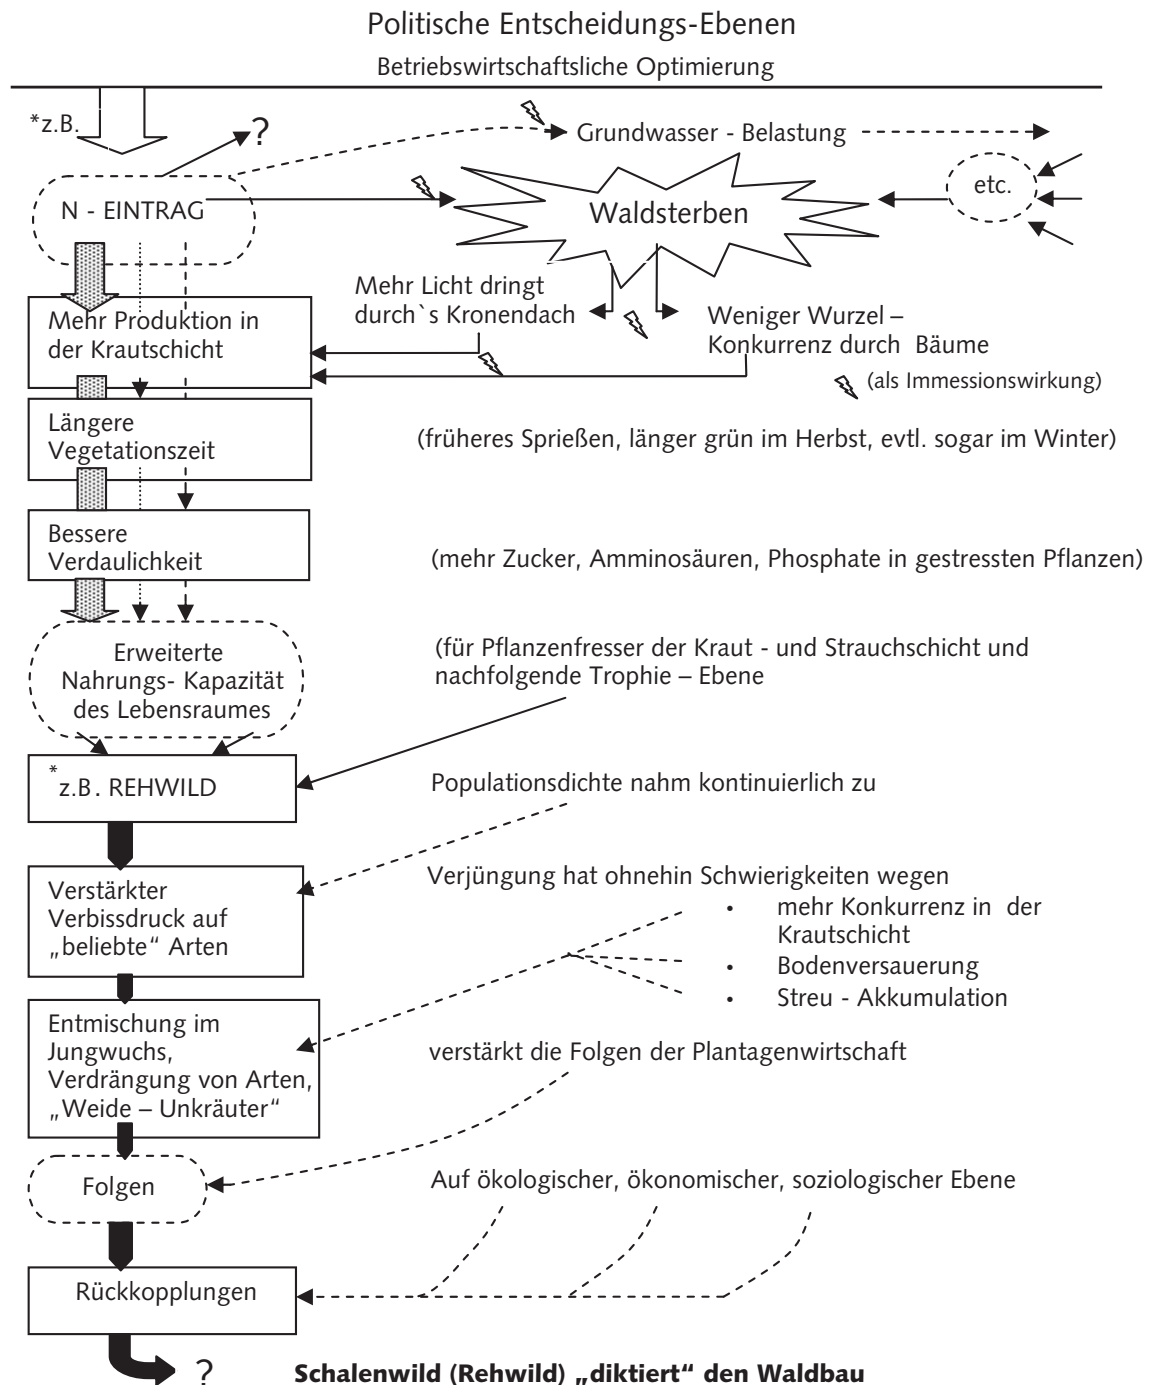 Politische Entscheidungs-Ebenen
Betriebswirtschaftsliche Optimierung
*z.B.
?
Grundwasser - Belastung
etc.
N - EINTRAG
Waldsterben
Mehr Licht dringt
durch`s Kronendach
Mehr Produktion in
der Krautschicht
Weniger Wurzel –
Konkurrenz durch Bäume
(als Immessionswirkung)
Längere
Vegetationszeit
(früheres Sprießen, länger grün im Herbst, evtl. sogar im Winter)
Bessere
Verdaulichkeit
(mehr Zucker, Amminosäuren, Phosphate in gestressten Pflanzen)
Erweiterte
Nahrungs- Kapazität
des Lebensraumes
(für Pflanzenfresser der Kraut - und Strauchschicht und
nachfolgende Trophie – Ebene
*z.B. REHWILD
Populationsdichte nahm kontinuierlich zu
Verstärkter
Verbissdruck auf
„beliebte“ Arten
Verjüngung hat ohnehin Schwierigkeiten wegen
• mehr Konkurrenz in der
Krautschicht
• Bodenversauerung
• Streu - Akkumulation
Entmischung im
Jungwuchs,
Verdrängung von Arten,
„Weide – Unkräuter“
verstärkt die Folgen der Plantagenwirtschaft
Folgen
Auf ökologischer, ökonomischer, soziologischer Ebene
Rückkopplungen
?
Schalenwild (Rehwild) „diktiert“ den Waldbau